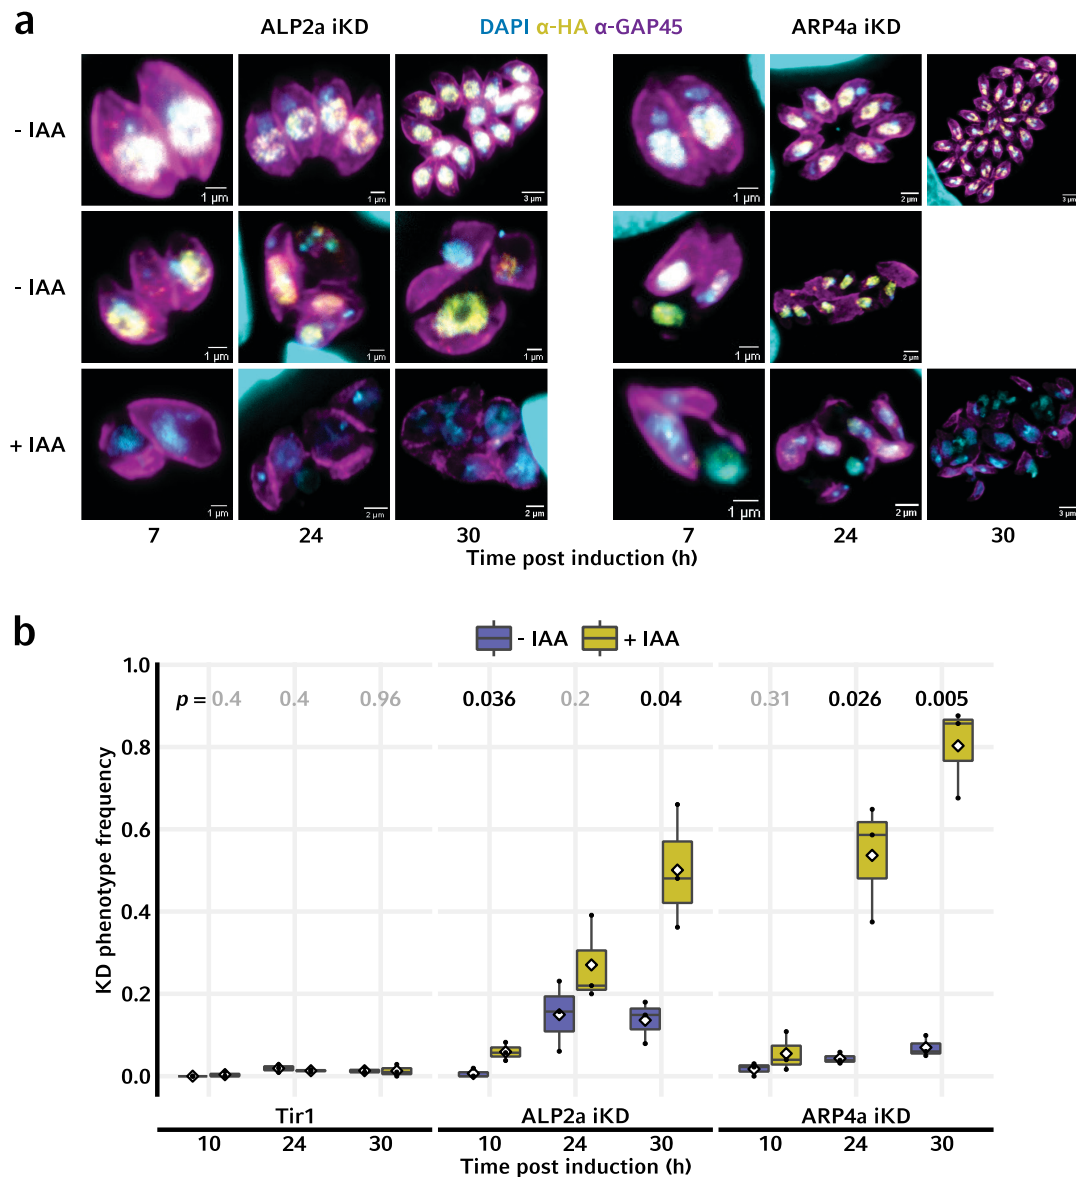 a
ALP2a iKD DAPI α-HA α-GAP45 ARP4a iKD
- IAA
1 µm 1 µm 3 µm 1 µm 2 µm 3 µm
- IAA
1 µm 1 µm 1 µm 1 µm 2 µm
+ IAA
1 µm 2 µm 2 µm 1 µm 2 µm 3 µm
7 24 30 7 24 30
Time post induction (h)
b
- IAA + IAA
1.0
p = 0.4 0.4 0.96 0.036 0.2 0.04 0.31 0.026 0.005
0.8
0.6
0.4
0.2
0.0
KD phenotype frequency
Tir1 ALP2a iKD ARP4a iKD
10 24 30 10 24 30 10 24 30
Time post induction (h)